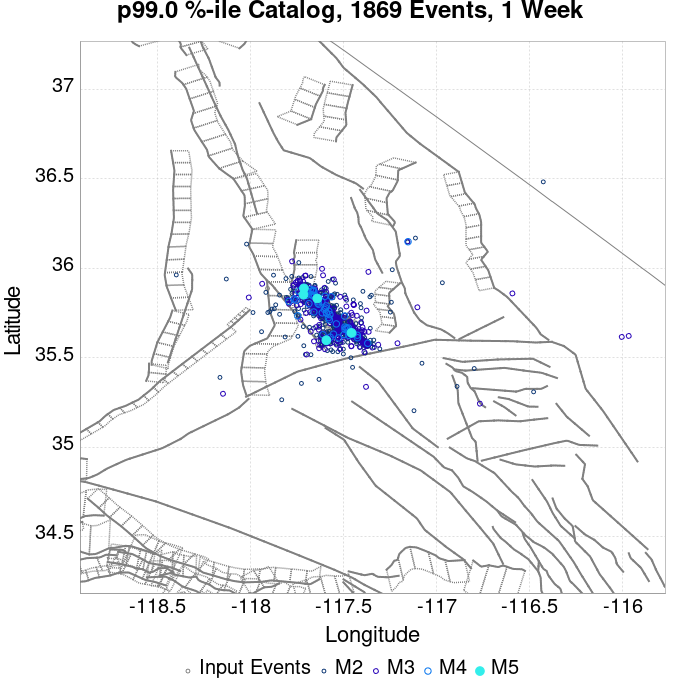 p99.0 %-ile Catalog, 1869 Events, 1 Week
37
36.5
36
35.5
35
34.5
Latitude
-118.5 -118 -117.5 -117 -116.5 -116
Longitude
Input Events M2 M3 M4 M5